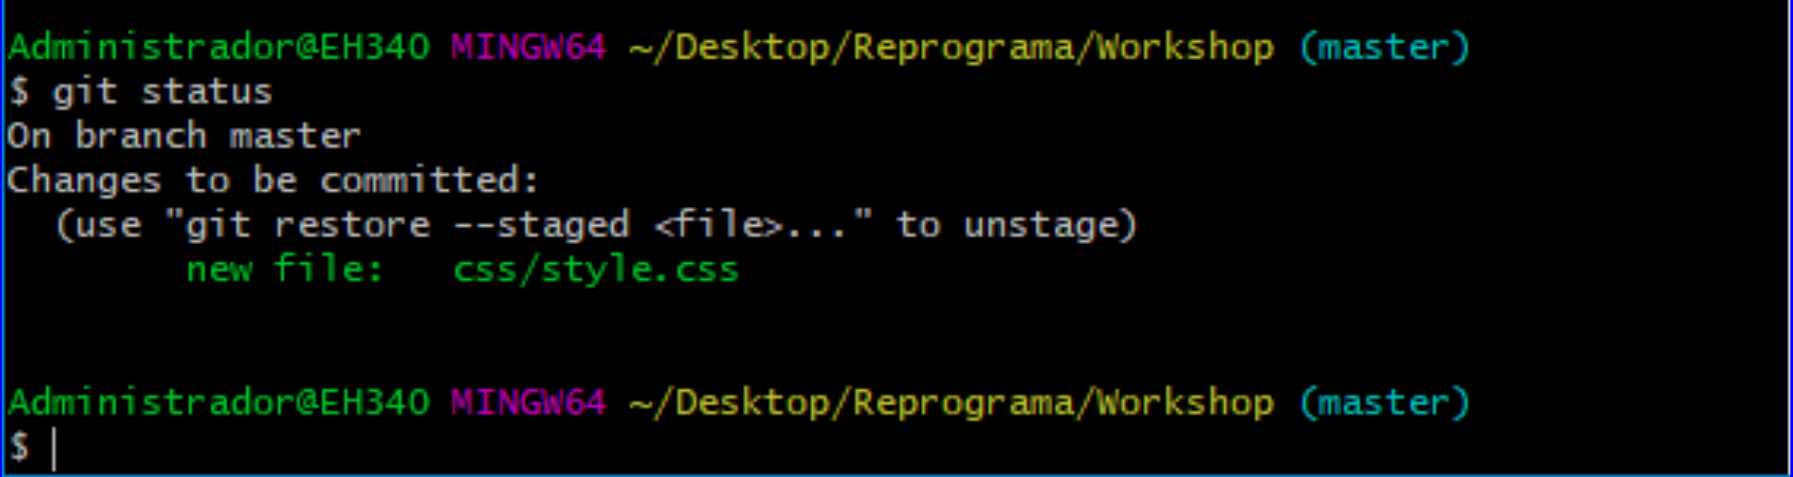 Administrador@EH340 MINGW64 ~/Desktop/Reprograma/Workshop (master)
$ git status
On branch master
Changes to be committed:
  (use "git restore --staged <file>..." to unstage)
        new file:   css/style.css
Administrador@EH340 MINGW64 ~/Desktop/Reprograma/Workshop (master)
$